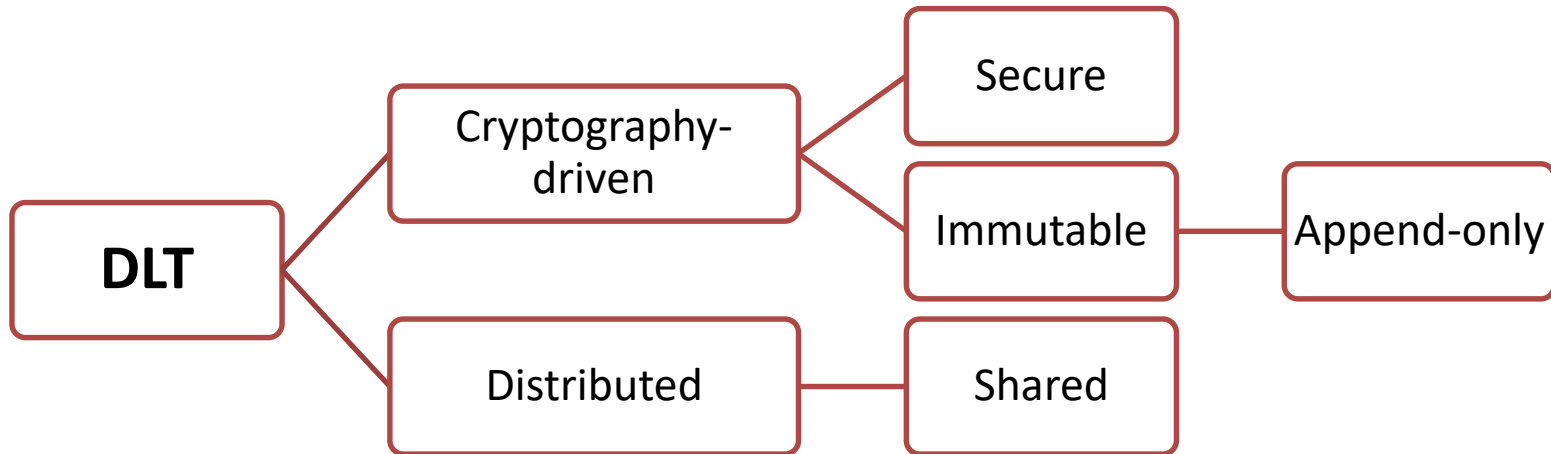 DLT
Cryptography-
driven
Secure
Immutable
Append-only
Distributed
Shared